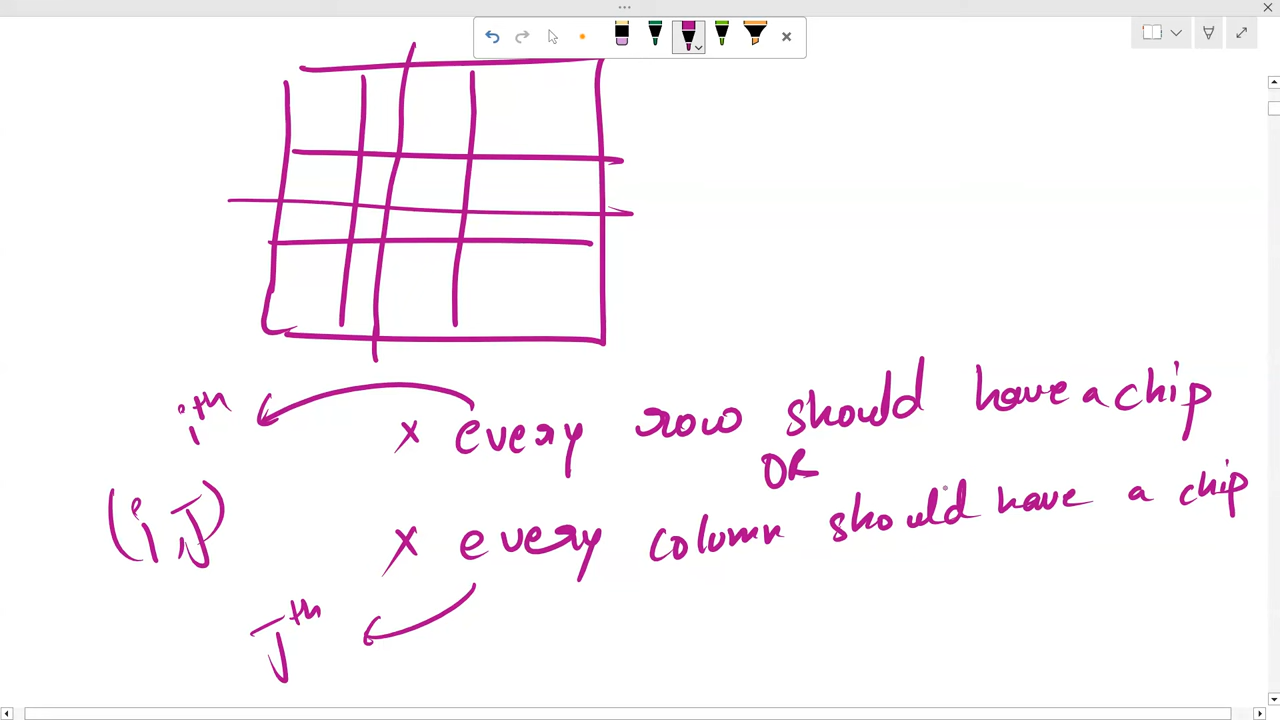 ith
× every row should have a chip
OR
(i, J)
× every column should have a chip
Jth